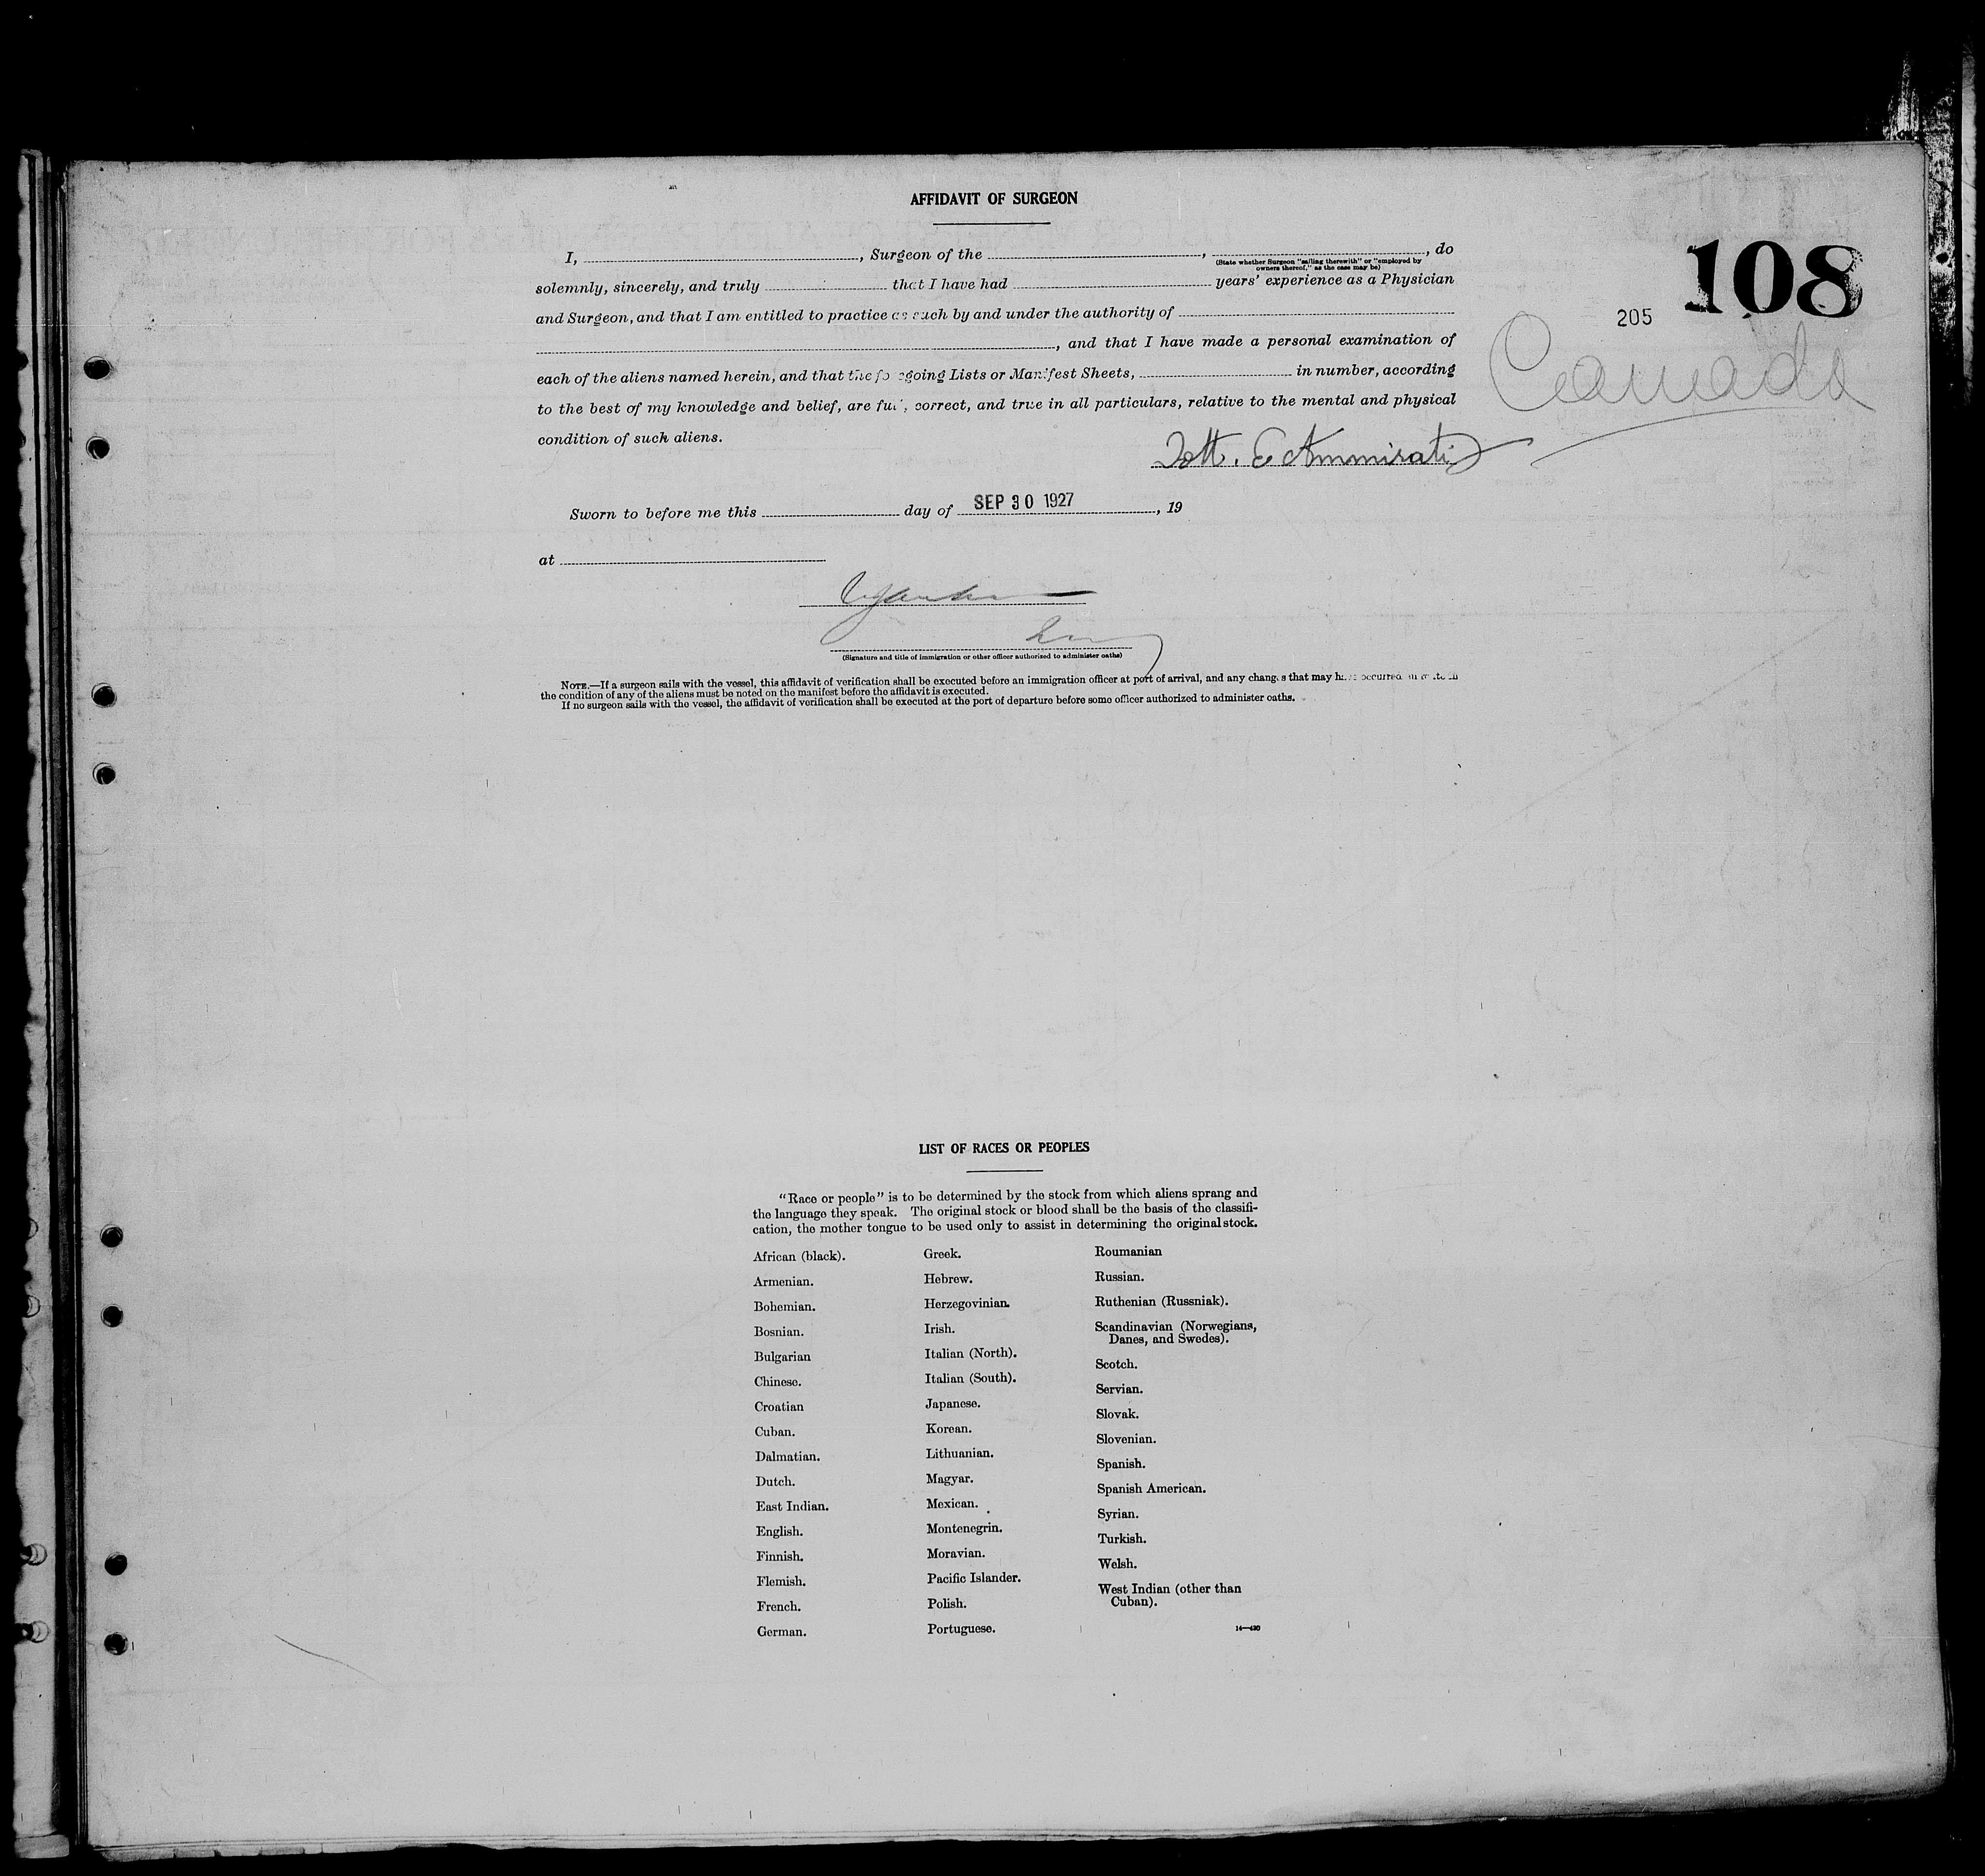 AFFIDAVIT OF SURGEON
I, , Surgeon of the , , do
(State whether Surgeon "sailing therewith" or "employed by
owners thereof," as the case may be)
solemnly, sincerely, and truly that I have had years' experience as a Physician
and Surgeon, and that I am entitled to practice as such by and under the authority of
, and that I have made a personal examination of
each of the aliens named herein, and that the foregoing Lists or Manifest Sheets, in number, according
to the best of my knowledge and belief, are full, correct, and true in all particulars, relative to the mental and physical
condition of such aliens.
108
205
Canada
Dott. E Ammirati
Sworn to before me this day of SEP 30 1927, 19
at
(Signature and title of immigration or other officer authorized to administer oaths)
NOTE.—If a surgeon sails with the vessel, this affidavit of verification shall be executed before an immigration officer at port of arrival, and any changes that may have occurred in
the condition of any of the aliens must be noted on the manifest before the affidavit is executed.
If no surgeon sails with the vessel, the affidavit of verification shall be executed at the port of departure before some officer authorized to administer oaths.
LIST OF RACES OR PEOPLES
"Race or people" is to be determined by the stock from which aliens sprang and
the language they speak. The original stock or blood shall be the basis of the classifi-
cation, the mother tongue to be used only to assist in determining the original stock.
African (black).
Armenian.
Bohemian.
Bosnian.
Bulgarian
Chinese.
Croatian
Cuban.
Dalmatian.
Dutch.
East Indian.
English.
Finnish.
Flemish.
French.
German.
Greek.
Hebrew.
Herzegovinian.
Irish.
Italian (North).
Italian (South).
Japanese.
Korean.
Lithuanian.
Magyar.
Mexican.
Montenegrin.
Moravian.
Pacific Islander.
Polish.
Portuguese.
Roumanian
Russian.
Ruthenian (Russniak).
Scandinavian (Norwegians,
Danes, and Swedes).
Scotch.
Servian.
Slovak.
Slovenian.
Spanish.
Spanish American.
Syrian.
Turkish.
Welsh.
West Indian (other than
Cuban).
14—430